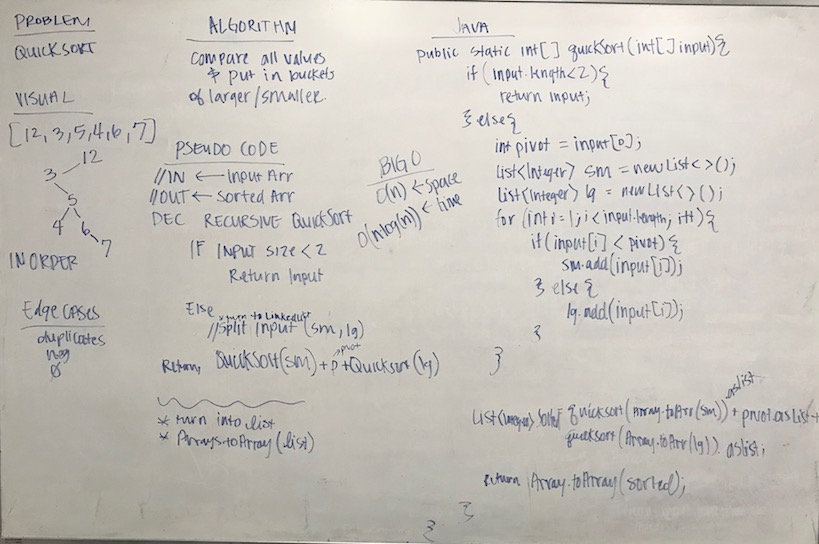 PROBLEM
QUICKSORT
VISUAL
[12, 3, 5, 4, 6, 7]
12
3
5
4 6
7
IN ORDER
Edge cases
duplicates
neg
0
ALGORITHM
compare all values
& put in buckets
of larger/smaller.
PSEUDO CODE
//IN ← Input Arr
//OUT ← Sorted Arr
DEC RECURSIVE QuickSort
IF INPUT size < 2
Return Input
Else
turn to Linkedlist
//Split Input (sm, lg)
Return QuickSort(sm) + p + Quicksort(lg)
→ pivot
* turn into list
* Arrays.toArray(list)
BIG O
O(n) ← space
O(n log(n)) ← time
JAVA
public static int[] quickSort(int[] input){
if (input.length<2){
return input;
} else{
int pivot = input[0];
List<Integer> sm = new List<>();
List<Integer> lg = new List<>();
for (int i = 1; i < input.length; i++){
if(input[i] < pivot){
sm.add(input[i]);
} else {
lg.add(input[i]);
}
}
List<Integer> sorted quicksort(Array.toArr(sm)).aslist + pivot.asList +
quicksort(Array.toArr(lg)).aslist;
return Array.toArray(sorted);
}
}